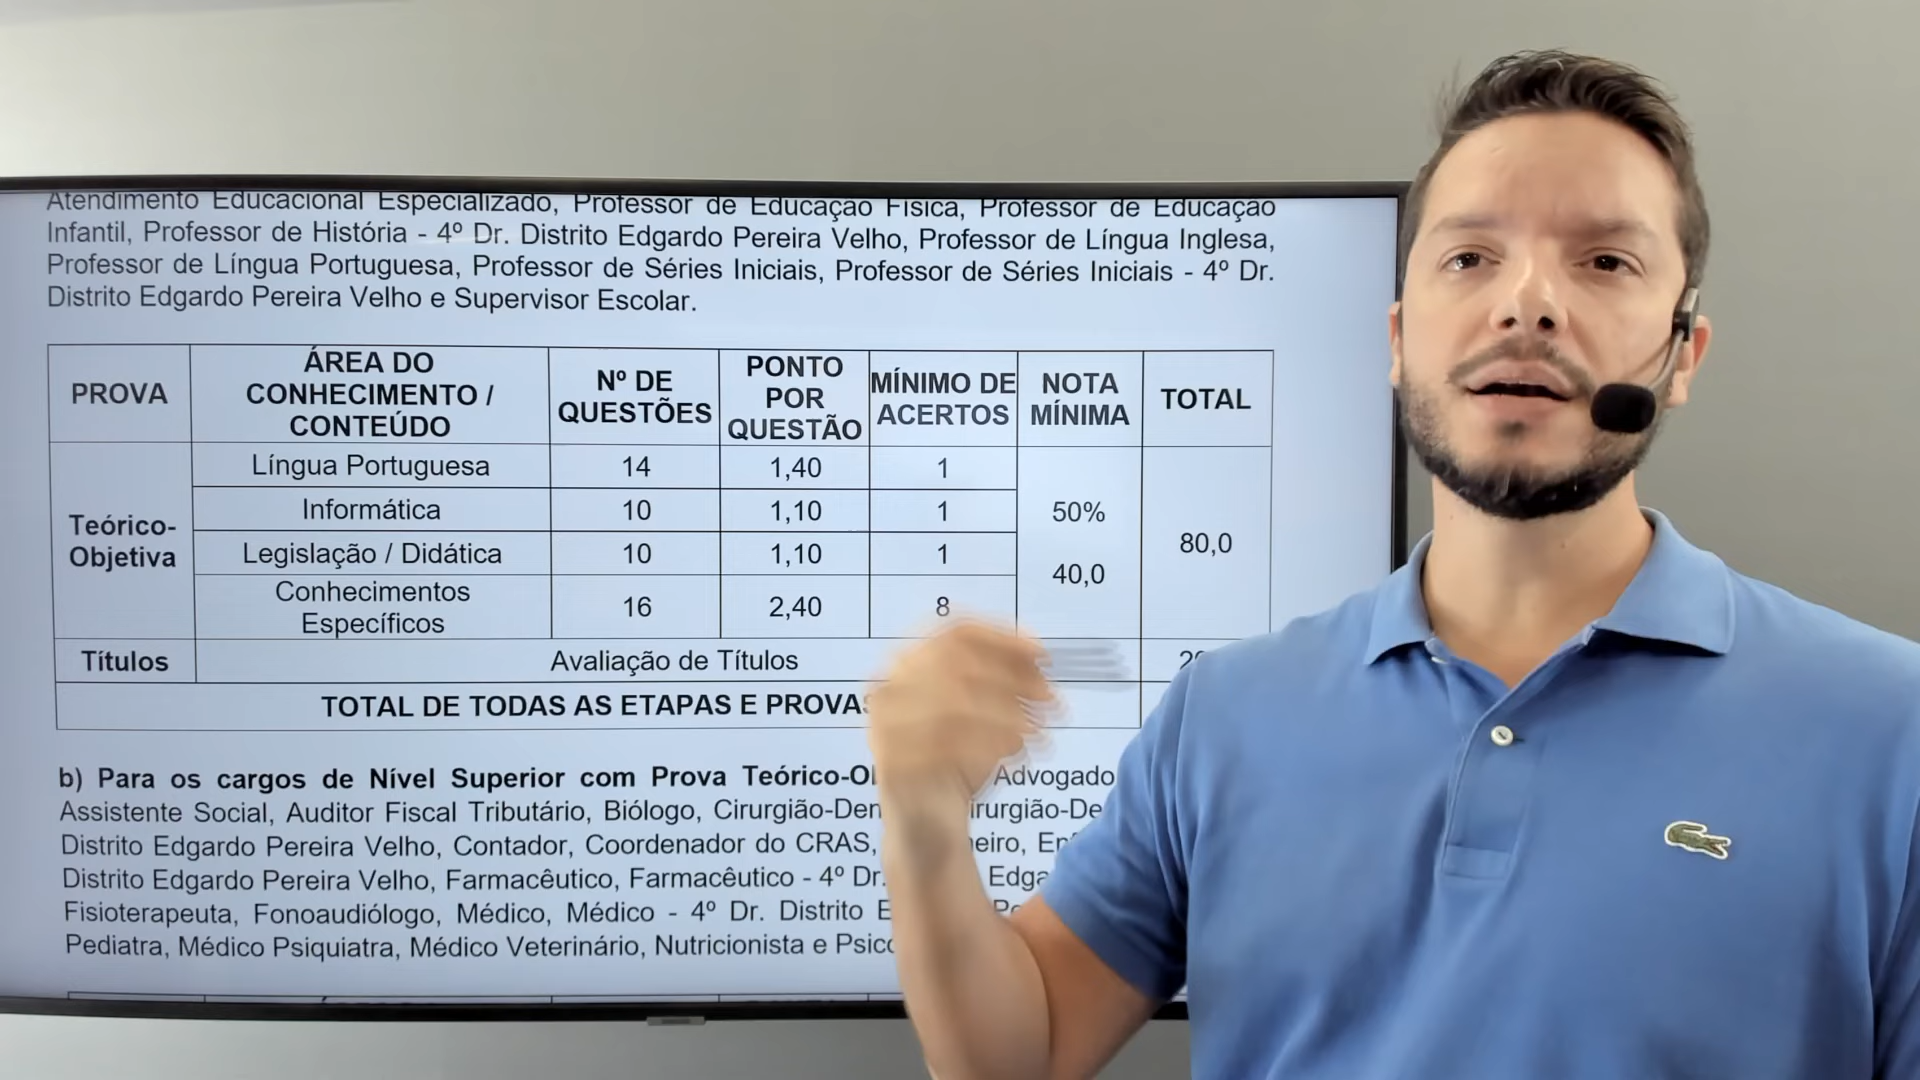 Atendimento Educacional Especializado, Professor de Educação Física, Professor de Educação
Infantil, Professor de História - 4º Dr. Distrito Edgardo Pereira Velho, Professor de Língua Inglesa,
Professor de Língua Portuguesa, Professor de Séries Iniciais, Professor de Séries Iniciais - 4º Dr.
Distrito Edgardo Pereira Velho e Supervisor Escolar.
PROVA
ÁREA DO
CONHECIMENTO /
CONTEÚDO
Nº DE
QUESTÕES
PONTO
POR
QUESTÃO
MÍNIMO DE
ACERTOS
NOTA
MÍNIMA
TOTAL
Teórico-
Objetiva
Língua Portuguesa 14 1,40 1
Informática 10 1,10 1
Legislação / Didática 10 1,10 1
Conhecimentos
Específicos
16 2,40 8
50%
40,0
80,0
Títulos Avaliação de Títulos
TOTAL DE TODAS AS ETAPAS E PROVAS
b) Para os cargos de Nível Superior com Prova Advogado
Assistente Social, Auditor Fiscal Tributário, Biólogo,
Distrito Edgardo Pereira Velho, Contador, Coordenador do CRAS,
Distrito Edgardo Pereira Velho, Farmacêutico, Farmacêutico - 4º Dr.
Fisioterapeuta, Fonoaudiólogo, Médico, Médico - 4º Dr. Distrito
Pediatra, Médico Psiquiatra, Médico Veterinário, Nutricionista e